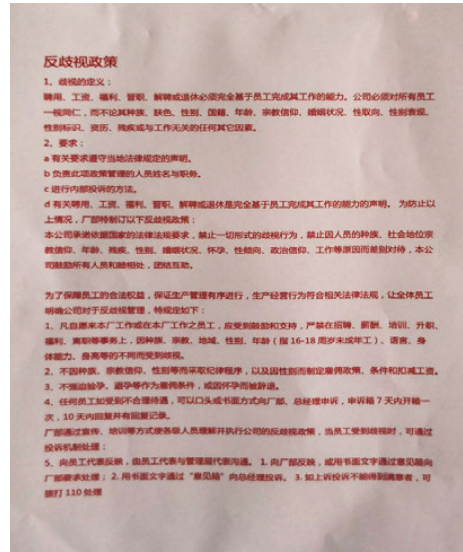 反歧视政策
1、歧视的定义：
聘用、工资、福利、晋职、解聘或退休必须完全基于员工完成其工作的能力。公司必须对所有员工
一视同仁，而不论其种族、肤色、性别、国籍、年龄、宗教信仰、婚姻状况、性取向、性别表现、
性别标识、资历、残疾或与工作无关的任何其它因素。
2、要求：
a 有关要求遵守当地法律规定的声明。
b 负责此项政策管理的人员姓名与职务。
c 进行内部投诉的方法。
d 有关聘用、工资、福利、晋职、解聘或退休是完全基于员工完成其工作的能力的声明。 为防止以
上情况，厂部特制订以下反歧视政策：
本公司承诺依据国家的法律法规要求，禁止一切形式的歧视行为，禁止因人员的种族、社会地位宗
教信仰、年龄、残疾、性别、婚姻状况、怀孕、性倾向、政治信仰、工作等原因而差别对待，本公
司鼓励所有人员和睦相处，团结互助。
为了保障员工的合法权益，保证生产管理有序进行，生产经营行为符合相关法律法规，让全体员工
明确公司对于反歧视管理，特规定如下：
1、凡自愿来本厂工作或在本厂工作之员工，应受到鼓励和支持，严禁在招聘、薪酬、培训、升职、
福利、离职等事务上，因种族、宗教、地域、性别、年龄（指 16-18 周岁未成年工）、语言、身
体能力、身高等的不同而受到歧视。
2、不因种族、宗教信仰、性别等而采取纪律程序，以及因性别而制定雇佣政策、条件和扣减工资。
3、不强迫验孕、避孕等作为雇佣条件，或因怀孕而被辞退。
4、任何员工如受到不合理待遇，可以口头或书面方式向厂部、总经理申诉，申诉箱 7 天内开箱一
次，10 天内回复并有回复记录。
厂部通过宣传、培训等方式使各级人员理解并执行公司的反歧视政策，当员工受到歧视时，可通过
投诉机制处理：
5、向员工代表反映，由员工代表与管理层代表沟通。 1. 向厂部反映，或用书面文字通过意见箱向
厂部要求处理； 2. 用书面文字通过“意见箱”向总经理投诉。 3. 如上诉投诉不能得到满意者，可
拨打 110 处理